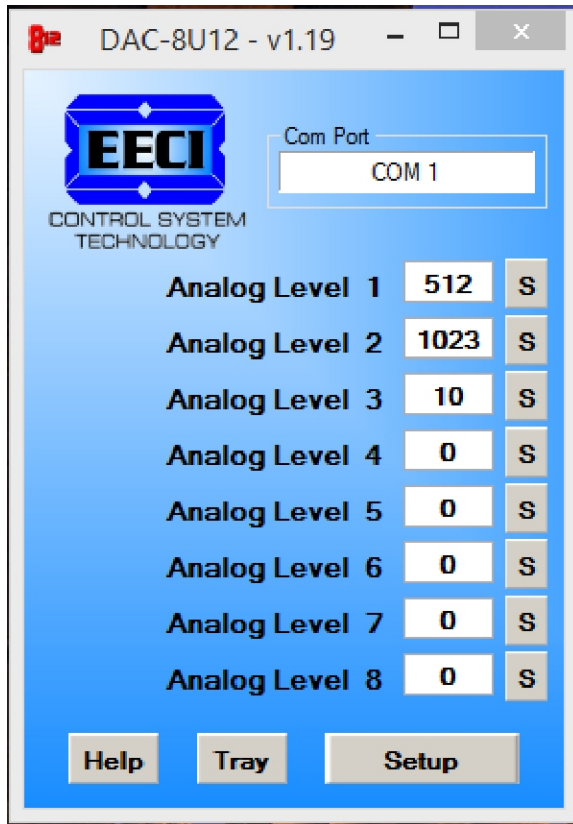 812 DAC-8U12 - v1.19
EECI
CONTROL SYSTEM
TECHNOLOGY
Com Port
COM 1
Analog Level 1 512 S
Analog Level 2 1023 S
Analog Level 3 10 S
Analog Level 4 0 S
Analog Level 5 0 S
Analog Level 6 0 S
Analog Level 7 0 S
Analog Level 8 0 S
Help Tray Setup